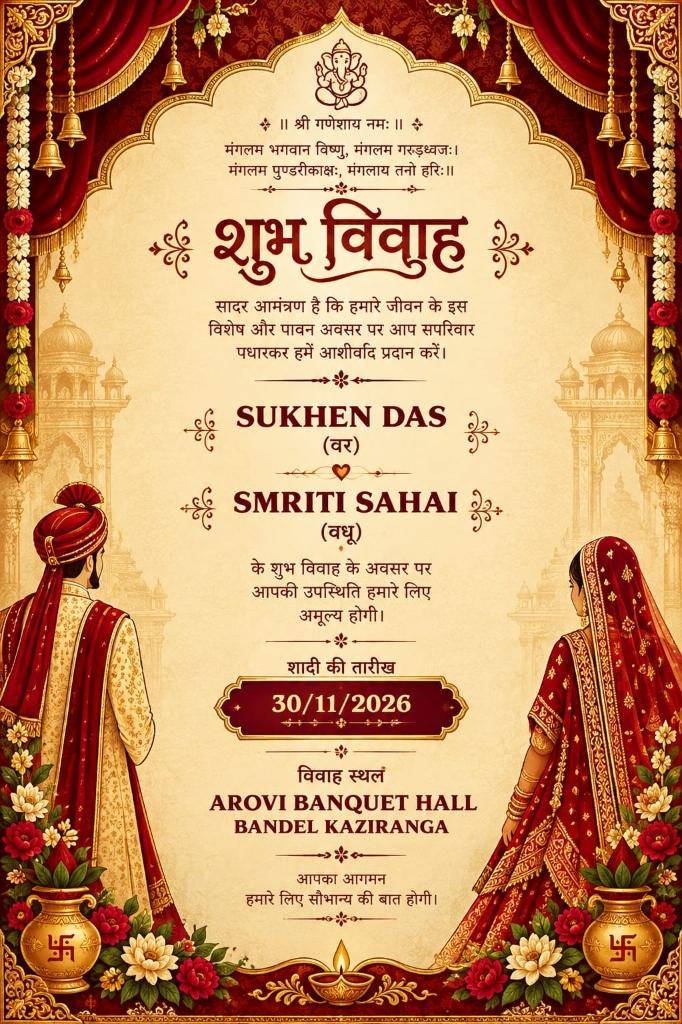 ॥ श्री गणेशाय नमः ॥
मंगलम भगवान विष्णु, मंगलम गरुड़ध्वजः।
मंगलम पुण्डरीकाक्षः, मंगलाय तनो हरिः॥
शुभ विवाह
सादर आमंत्रण है कि हमारे जीवन के इस
विशेष और पावन अवसर पर आप सपरिवार
पधारकर हमें आशीर्वाद प्रदान करें।
SUKHEN DAS
(वर)
SMRITI SAHAI
(वधू)
के शुभ विवाह के अवसर पर
आपकी उपस्थिति हमारे लिए
अमूल्य होगी।
शादी की तारीख
30/11/2026
विवाह स्थल
AROVI BANQUET HALL
BANDEL KAZIRANGA
आपका आगमन
हमारे लिए सौभाग्य की बात होगी।